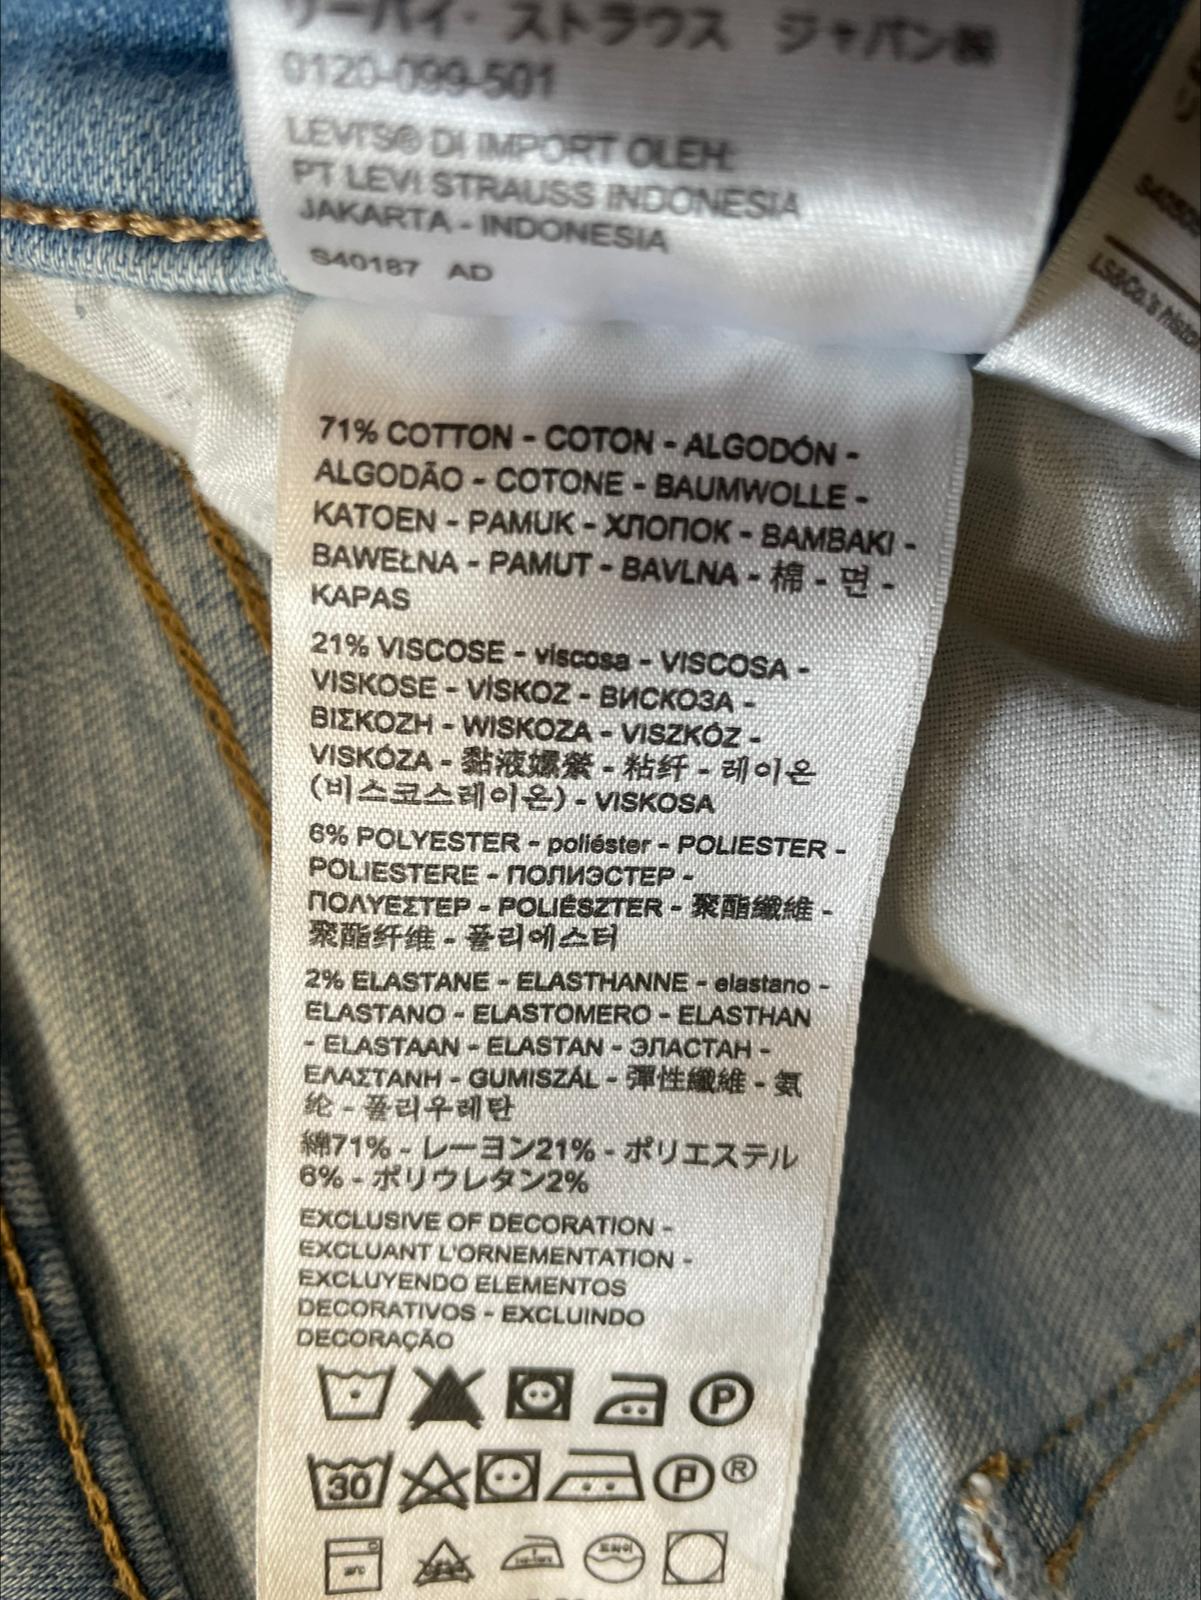 リーバイ・ストラウス ジャパン㈱
0120-099-501
LEVI'S® DI IMPORT OLEH:
PT LEVI STRAUSS INDONESIA
JAKARTA - INDONESIA
S40187 AD
LS&Co.'s
71% COTTON - COTON - ALGODÓN -
ALGODÃO - COTONE - BAUMWOLLE -
KATOEN - PAMUK - ХЛОПОК - BAMBAKI -
BAWEŁNA - PAMUT - BAVLNA - 棉 - 면 -
KAPAS
21% VISCOSE - viscosa - VISCOSA -
VISKOSE - VİSKOZ - ВИСКОЗА -
ΒΙΣΚΟΖΗ - WISKOZA - VISZKÓZ -
VISKÓZA - 黏液嫘縈 - 粘纤 - 레이온
(비스코스레이온) - VISKOSA
6% POLYESTER - poliéster - POLIESTER -
POLIESTERE - ПОЛИЭСТЕР -
ΠΟΛΥΕΣΤΕΡ - POLIÉSZTER - 聚酯纖維 -
聚酯纤维 - 폴리에스터
2% ELASTANE - ELASTHANNE - elastano -
ELASTANO - ELASTOMERO - ELASTHAN
- ELASTAAN - ELASTAN - ЭЛАСТАН -
ΕΛΑΣΤΑΝΗ - GUMISZÁL - 彈性纖維 - 氨
纶 - 폴리우레탄
綿71% - レーヨン21% - ポリエステル
6% - ポリウレタン2%
EXCLUSIVE OF DECORATION -
EXCLUANT L'ORNEMENTATION -
EXCLUYENDO ELEMENTOS
DECORATIVOS - EXCLUINDO
DECORAÇÃO
P
30 P ®
드라이